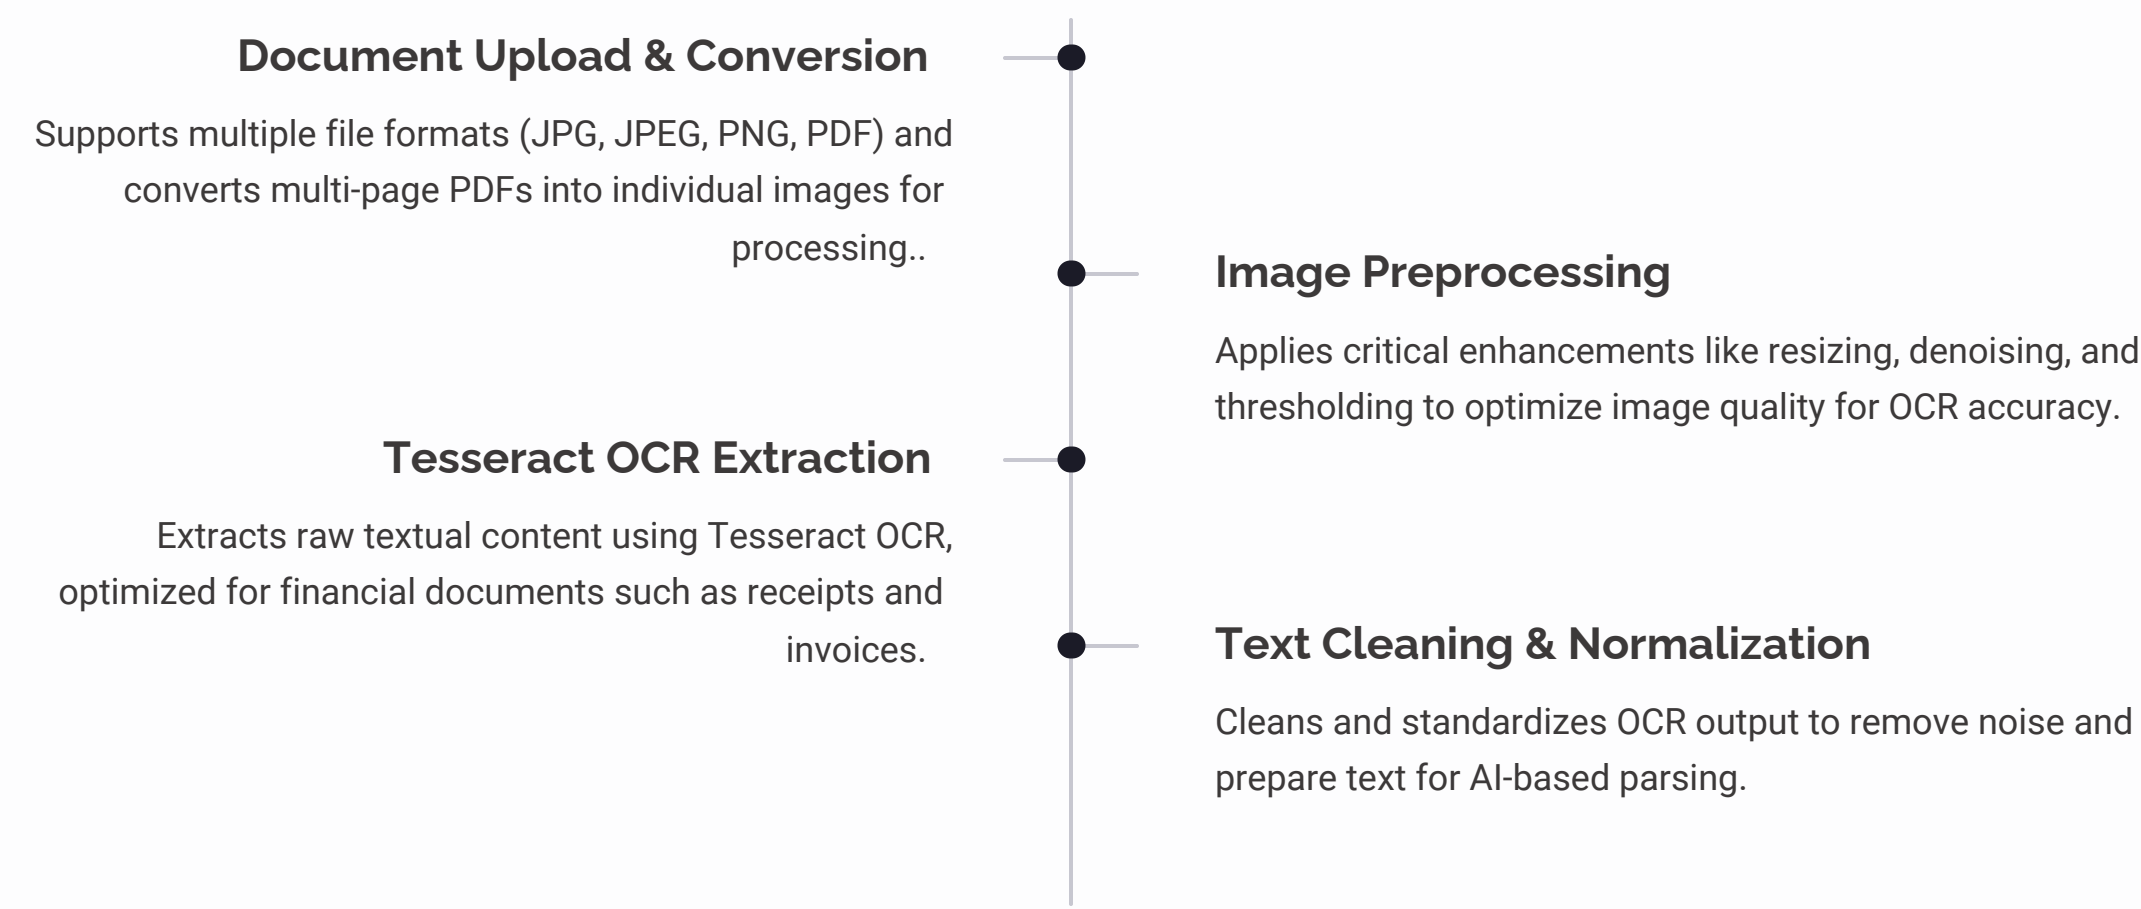 Document Upload & Conversion
Supports multiple file formats (JPG, JPEG, PNG, PDF) and
converts multi-page PDFs into individual images for
processing..
Image Preprocessing
Applies critical enhancements like resizing, denoising, and
thresholding to optimize image quality for OCR accuracy.
Tesseract OCR Extraction
Extracts raw textual content using Tesseract OCR,
optimized for financial documents such as receipts and
invoices.
Text Cleaning & Normalization
Cleans and standardizes OCR output to remove noise and
prepare text for AI-based parsing.